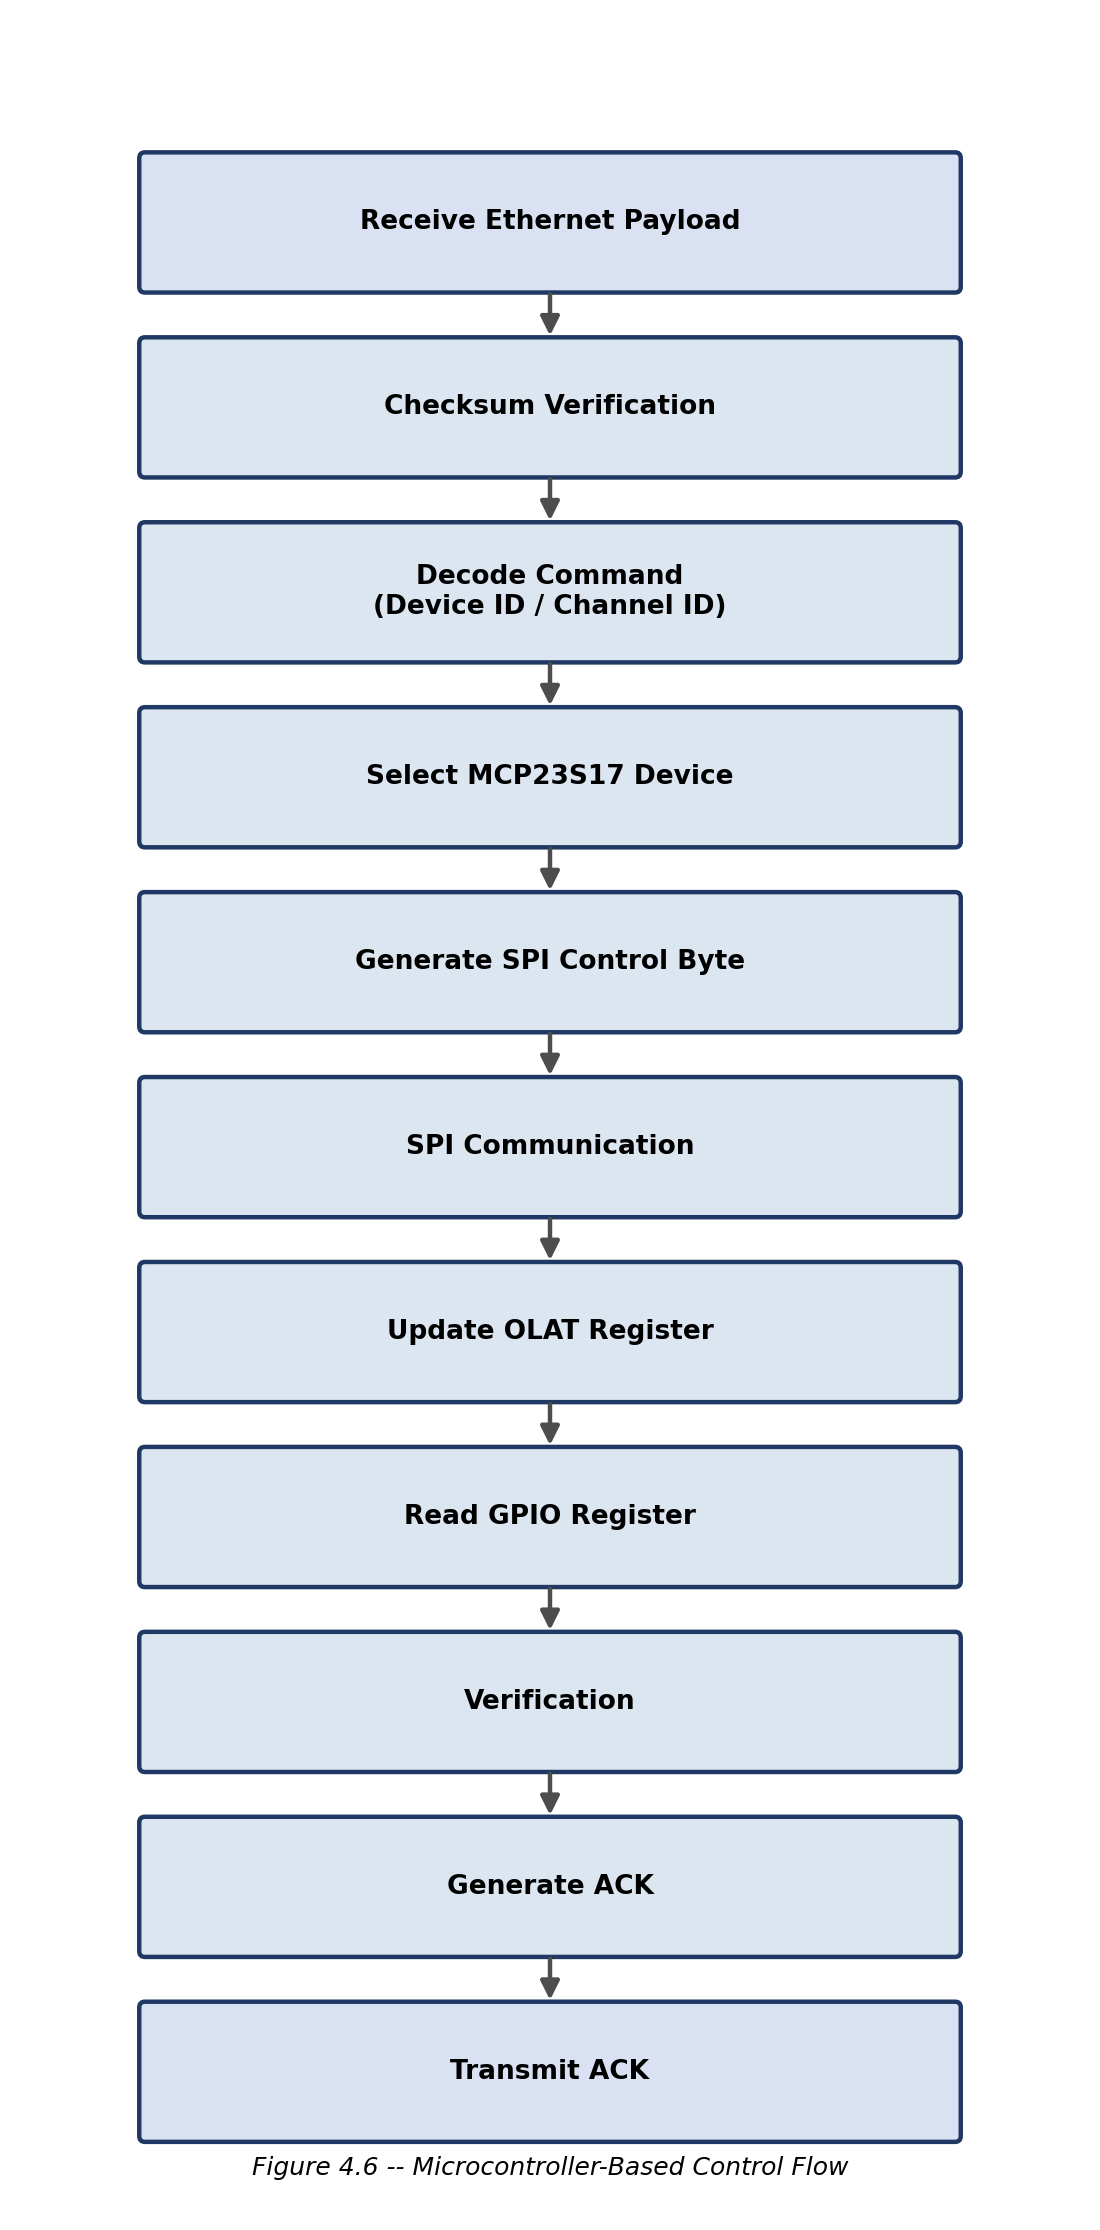 Receive Ethernet Payload
Checksum Verification
Decode Command
(Device ID / Channel ID)
Select MCP23S17 Device
Generate SPI Control Byte
SPI Communication
Update OLAT Register
Read GPIO Register
Verification
Generate ACK
Transmit ACK
Figure 4.6 -- Microcontroller-Based Control Flow